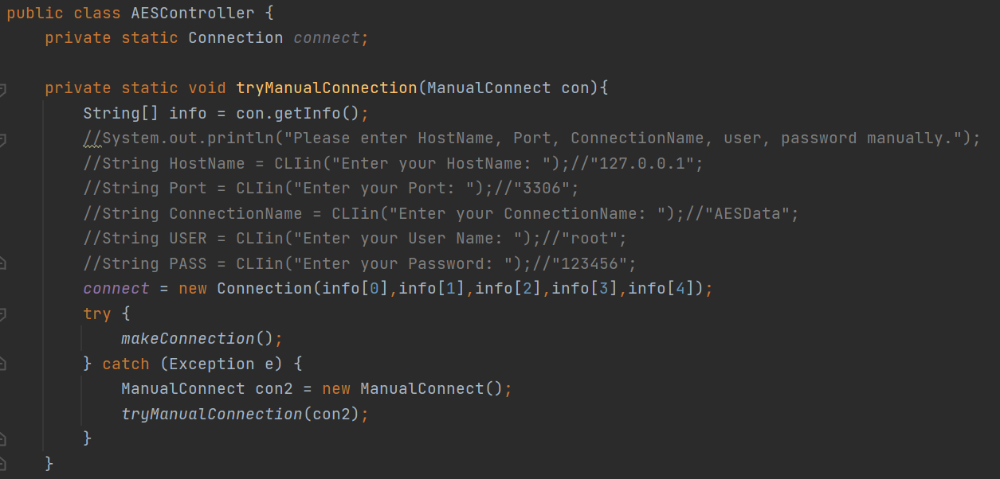 public class AESController {
    private static Connection connect;

    private static void tryManualConnection(ManualConnect con){
        String[] info = con.getInfo();
        //System.out.println("Please enter HostName, Port, ConnectionName, user, password manually.");
        //String HostName = CLIin("Enter your HostName: ");//"127.0.0.1";
        //String Port = CLIin("Enter your Port: ");//"3306";
        //String ConnectionName = CLIin("Enter your ConnectionName: ");//"AESData";
        //String USER = CLIin("Enter your User Name: ");//"root";
        //String PASS = CLIin("Enter your Password: ");//"123456";
        connect = new Connection(info[0],info[1],info[2],info[3],info[4]);
        try {
            makeConnection();
        } catch (Exception e) {
            ManualConnect con2 = new ManualConnect();
            tryManualConnection(con2);
        }
    }